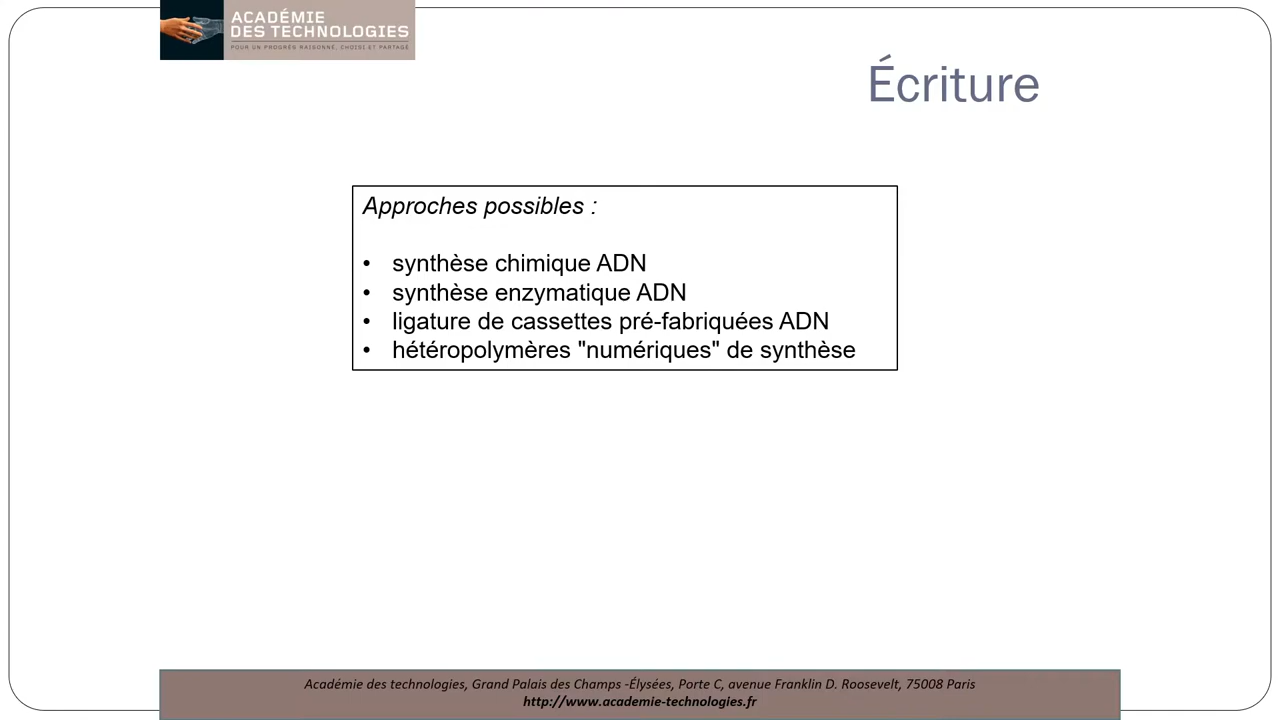 ACADÉMIE
DES TECHNOLOGIES
POUR UN PROGRÈS RAISONNÉ, CHOISI ET PARTAGÉ
Écriture
Approches possibles :
• synthèse chimique ADN
• synthèse enzymatique ADN
• ligature de cassettes pré-fabriquées ADN
• hétéropolymères "numériques" de synthèse
Académie des technologies, Grand Palais des Champs -Élysées, Porte C, avenue Franklin D. Roosevelt, 75008 Paris
http://www.academie-technologies.fr